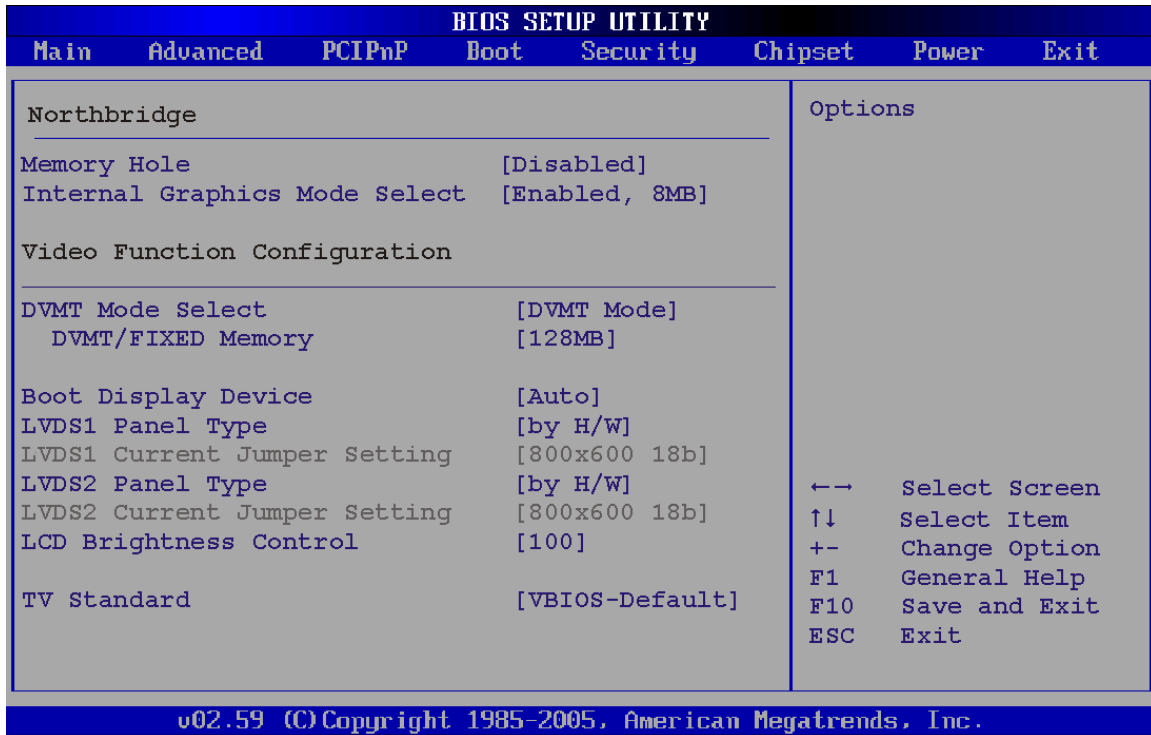 BIOS SETUP UTILITY
Main Advanced PCIPnP Boot Security Chipset Power Exit
Northbridge
Memory Hole [Disabled]
Internal Graphics Mode Select [Enabled, 8MB]
Video Function Configuration
DVMT Mode Select [DVMT Mode]
DVMT/FIXED Memory [128MB]
Boot Display Device [Auto]
LVDS1 Panel Type [by H/W]
LVDS1 Current Jumper Setting [800x600 18b]
LVDS2 Panel Type [by H/W]
LVDS2 Current Jumper Setting [800x600 18b]
LCD Brightness Control [100]
TV Standard [VBIOS-Default]
Options
←→ Select Screen
↑↓ Select Item
+- Change Option
F1 General Help
F10 Save and Exit
ESC Exit
v02.59 (C)Copyright 1985-2005, American Megatrends, Inc.